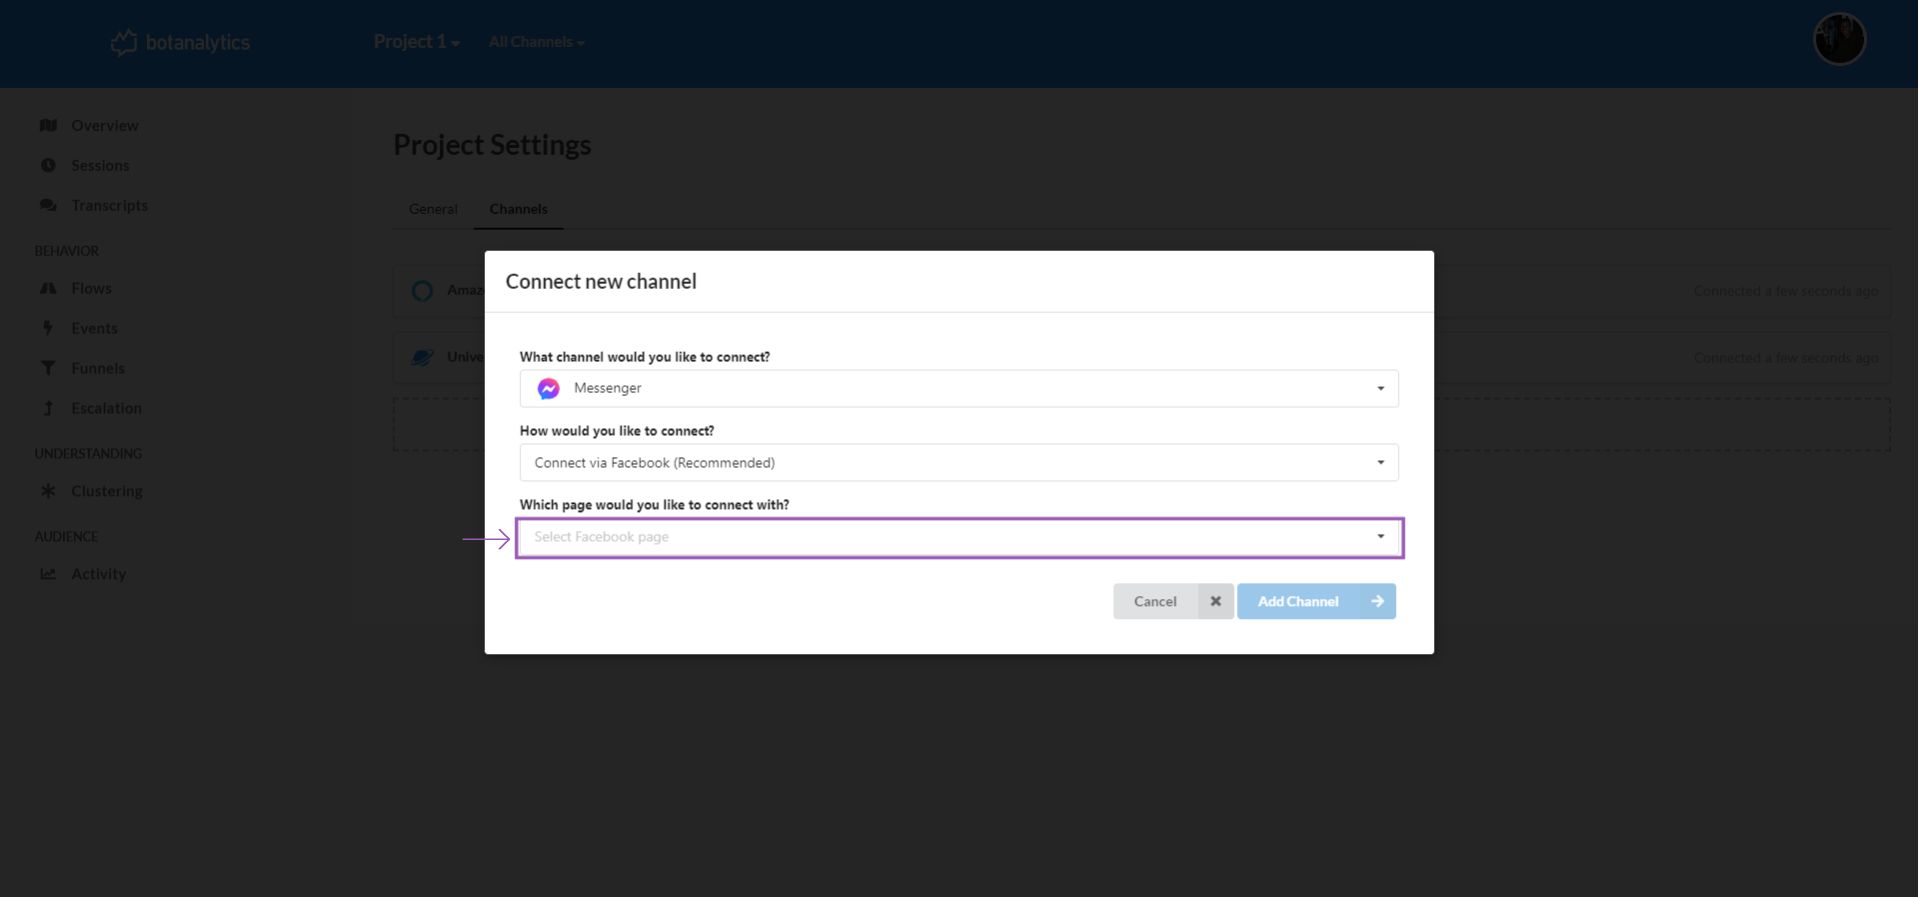 botanalytics
Project 1
All Channels
Overview
Sessions
Transcripts
BEHAVIOR
Flows
Events
Funnels
Escalation
UNDERSTANDING
Clustering
AUDIENCE
Activity
Project Settings
General
Channels
Amaz
Connected a few seconds ago
Unive
Connected a few seconds ago
Connect new channel
What channel would you like to connect?
Messenger
How would you like to connect?
Connect via Facebook (Recommended)
Which page would you like to connect with?
Select Facebook page
Cancel
Add Channel